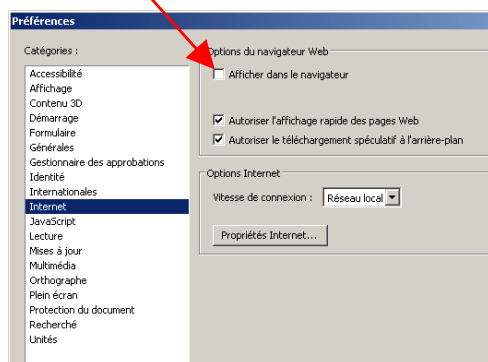 Préférences
Catégories :
Accessibilité
Affichage
Contenu 3D
Démarrage
Formulaire
Générales
Gestionnaire des approbations
Identité
Internationales
Internet
JavaScript
Lecture
Mises à jour
Multimédia
Orthographe
Plein écran
Protection du document
Recherché
Unités
Options du navigateur Web
Afficher dans le navigateur
Autoriser l'affichage rapide des pages Web
Autoriser le téléchargement spéculatif à l'arrière-plan
Options Internet
Vitesse de connexion : Réseau local
Propriétés Internet...